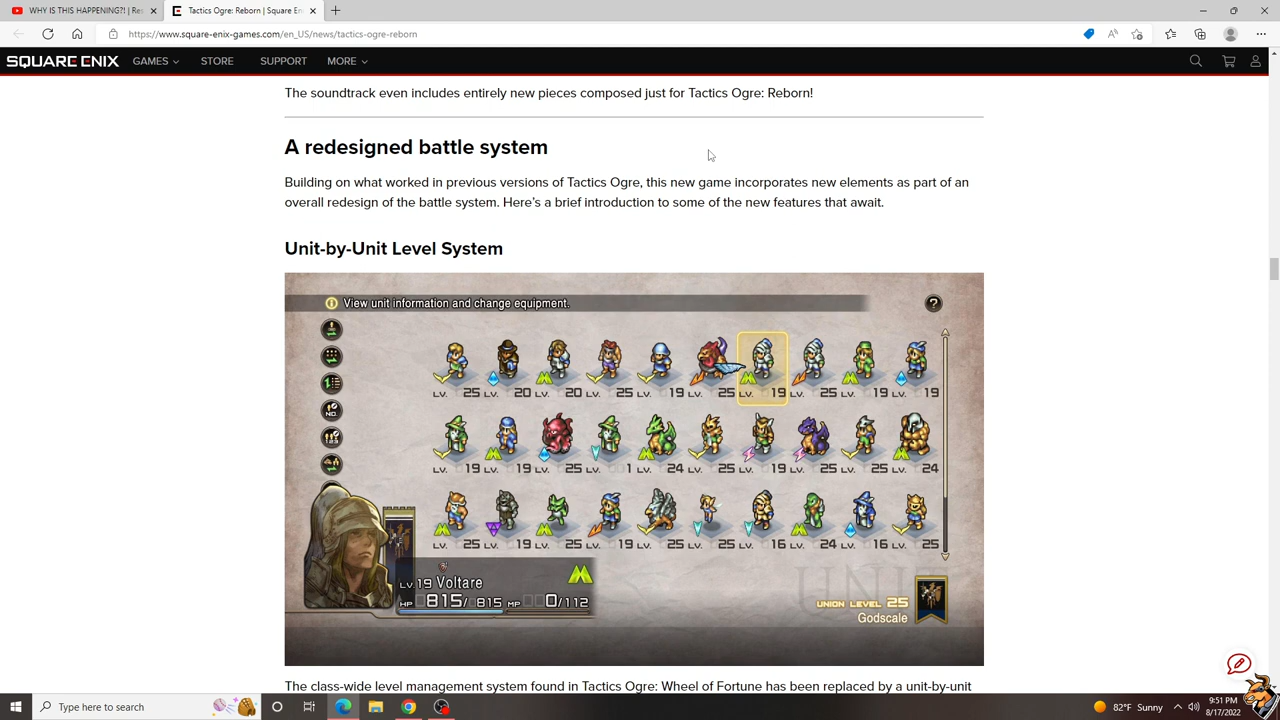 WHY IS THIS HAPPENING?! | Res
Tactics Ogre: Reborn | Square En
https://www.square-enix-games.com/en_US/news/tactics-ogre-reborn
SQUARE ENIX GAMES STORE SUPPORT MORE
The soundtrack even includes entirely new pieces composed just for Tactics Ogre: Reborn!
A redesigned battle system
Building on what worked in previous versions of Tactics Ogre, this new game incorporates new elements as part of an
overall redesign of the battle system. Here's a brief introduction to some of the new features that await.
Unit-by-Unit Level System
View unit information and change equipment. ?
LV. 25 LV. 20 LV. 20 LV. 25 LV. 19 LV. 25 LV. 19 LV. 25 LV. 19 LV. 19
NO.
123
LV. 19 LV. 19 LV. 25 LV. 1 LV. 24 LV. 25 LV. 19 LV. 25 LV. 25 LV. 24
LV. 25 LV. 19 LV. 25 LV. 19 LV. 25 LV. 25 LV. 16 LV. 24 LV. 16 LV. 25
UNIT
LV. 19 Voltare
HP 815/815 MP 0/112
UNION LEVEL 25
Godscale
The class-wide level management system found in Tactics Ogre: Wheel of Fortune has been replaced by a unit-by-unit
Type here to search
82°F Sunny
9:51 PM
8/17/2022